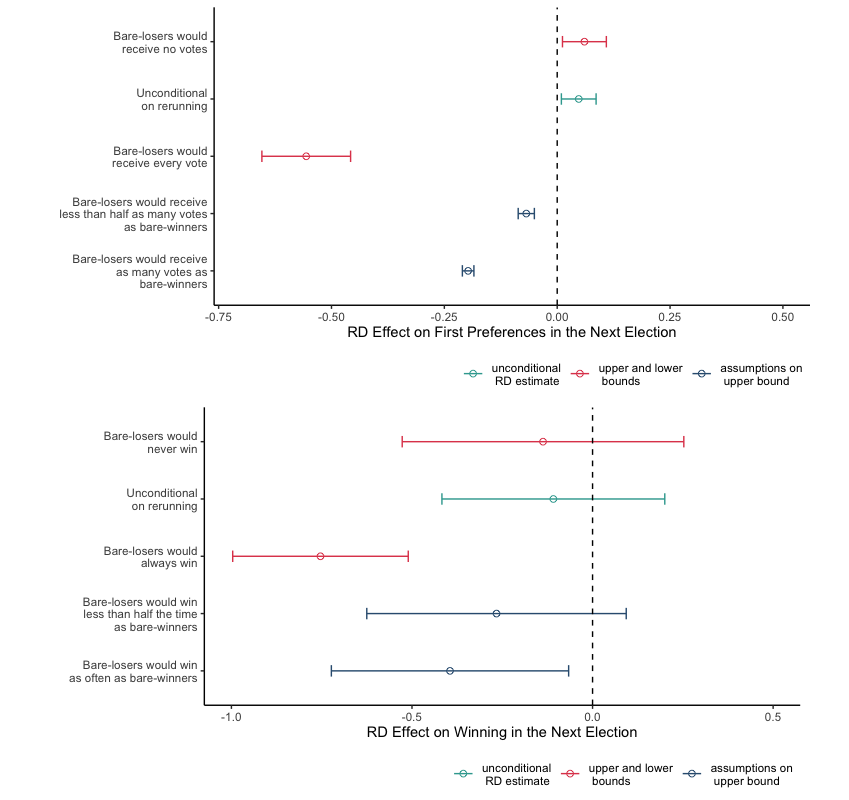 Bare-losers would
receive no votes
Unconditional
on rerunning
Bare-losers would
receive every vote
Bare-losers would receive
less than half as many votes
as bare-winners
Bare-losers would receive
as many votes as
bare-winners
-0.75 -0.50 -0.25 0.00 0.25 0.50
RD Effect on First Preferences in the Next Election
unconditional upper and lower assumptions on
RD estimate bounds upper bound
Bare-losers would
never win
Unconditional
on rerunning
Bare-losers would
always win
Bare-losers would win
less than half the time
as bare-winners
Bare-losers would win
as often as bare-winners
-1.0 -0.5 0.0 0.5
RD Effect on Winning in the Next Election
unconditional upper and lower assumptions on
RD estimate bounds upper bound